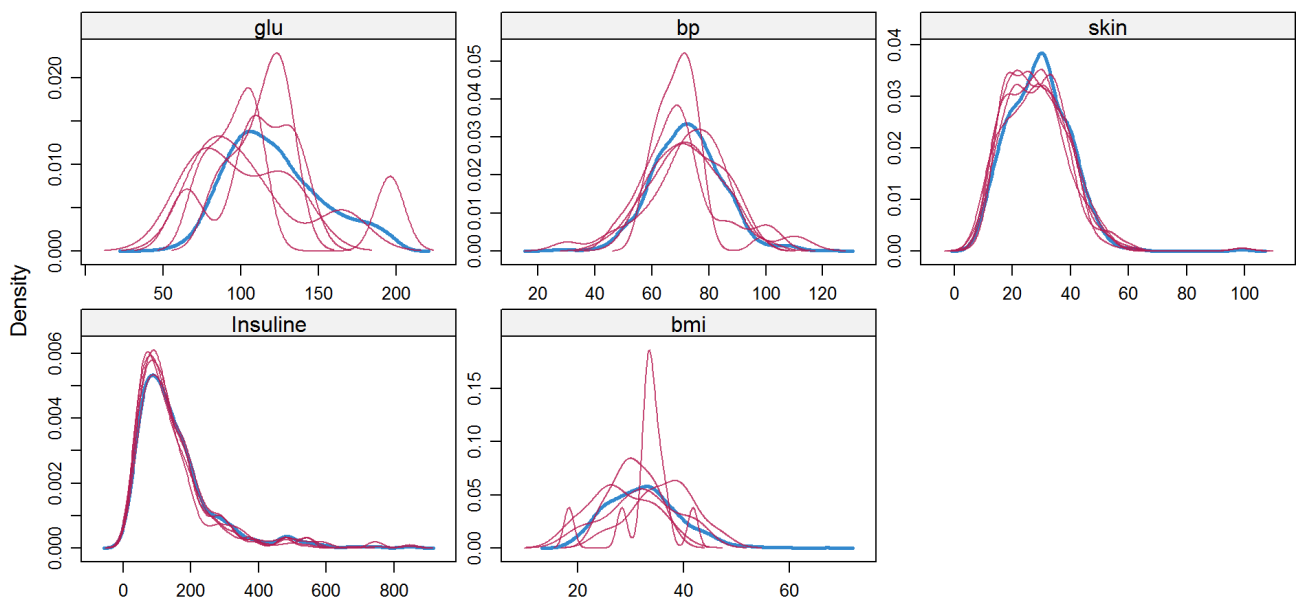 glu
bp
skin
0.000 0.010 0.020
50 100 150 200
0.00 0.01 0.02 0.03 0.04 0.05
20 40 60 80 100 120
0.00 0.01 0.02 0.03 0.04
0 20 40 60 80 100
Density
Insuline
bmi
0.000 0.002 0.004 0.006
0 200 400 600 800
0.00 0.05 0.10 0.15
20 40 60